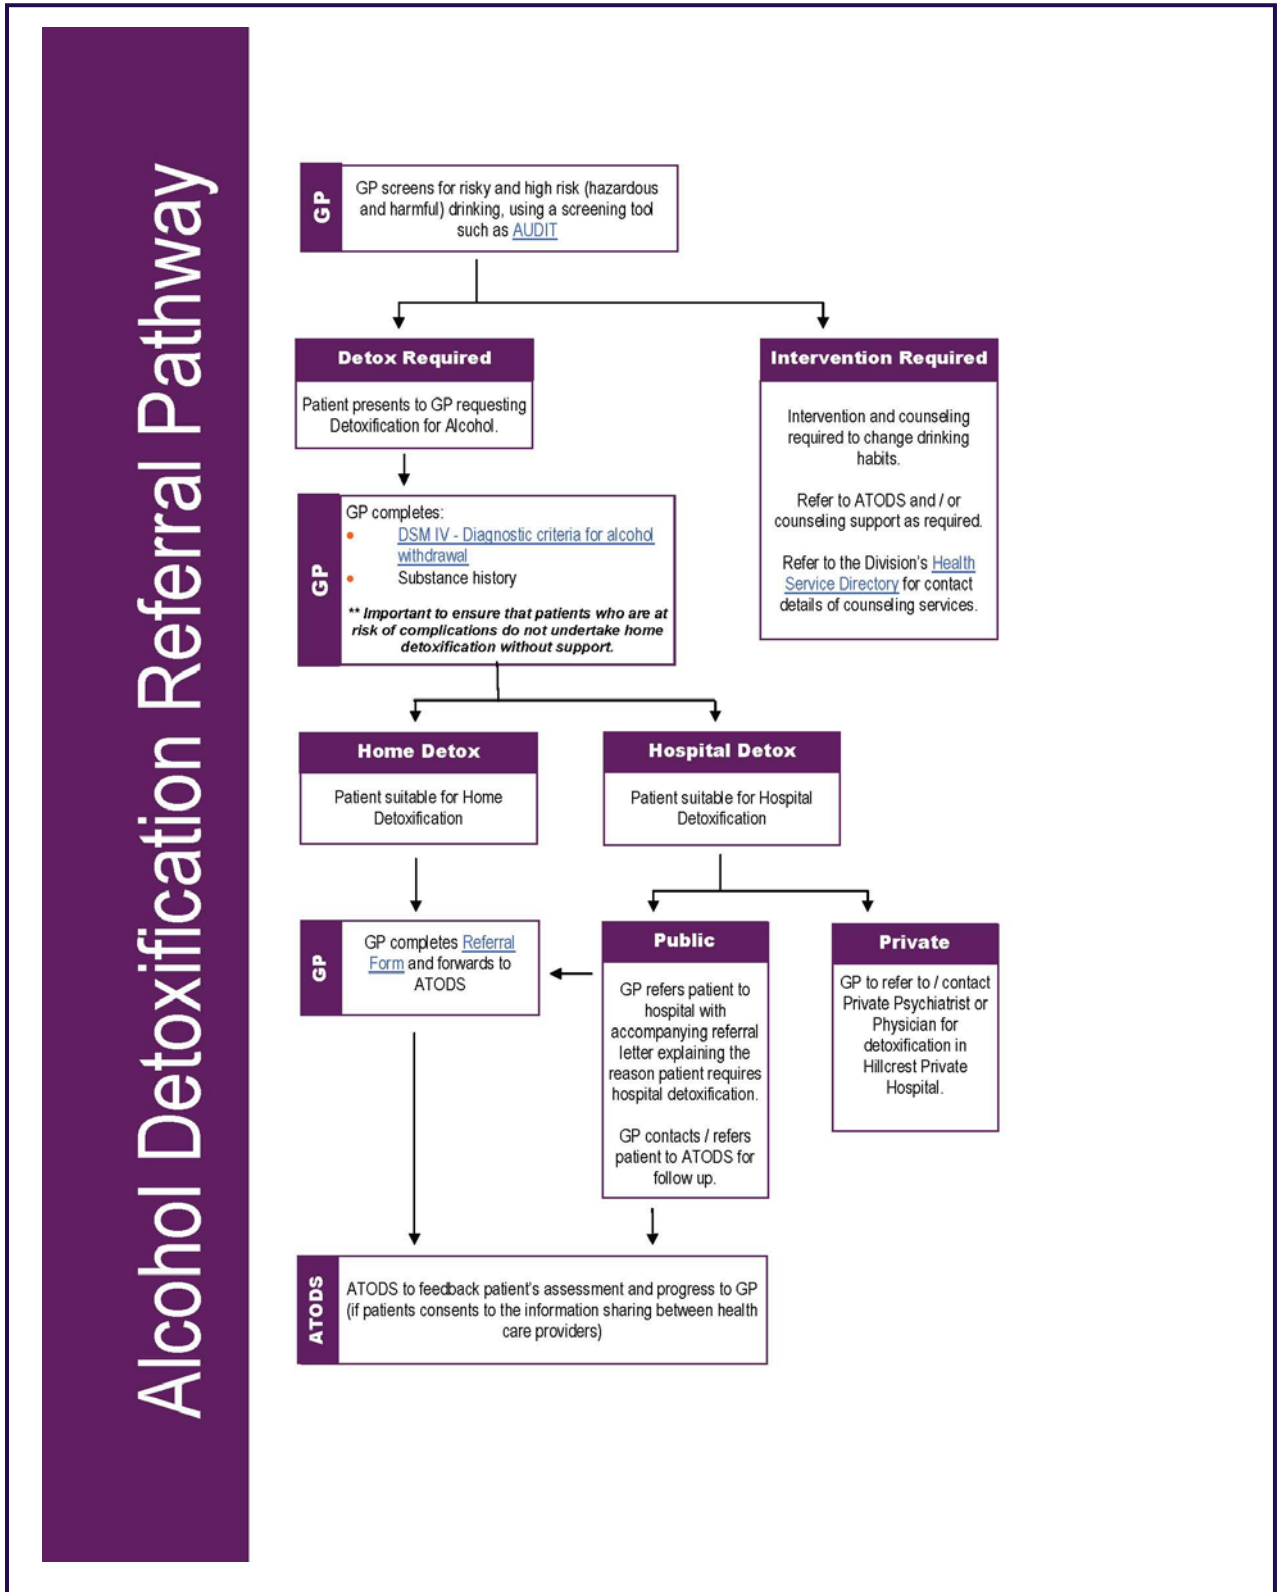 Alcohol Detoxification Referral Pathway
GP
GP screens for risky and high risk (hazardous
and harmful) drinking, using a screening tool
such as AUDIT
Detox Required
Patient presents to GP requesting
Detoxification for Alcohol.
Intervention Required
Intervention and counseling
required to change drinking
habits.
Refer to ATODS and / or
counseling support as required.
Refer to the Division's Health
Service Directory for contact
details of counseling services.
GP
GP completes:
• DSM IV - Diagnostic criteria for alcohol
withdrawal
• Substance history
** Important to ensure that patients who are at
risk of complications do not undertake home
detoxification without support.
Home Detox
Patient suitable for Home
Detoxification
Hospital Detox
Patient suitable for Hospital
Detoxification
GP
GP completes Referral
Form and forwards to
ATODS
Public
GP refers patient to
hospital with
accompanying referral
letter explaining the
reason patient requires
hospital detoxification.
GP contacts / refers
patient to ATODS for
follow up.
Private
GP to refer to / contact
Private Psychiatrist or
Physician for
detoxification in
Hillcrest Private
Hospital.
ATODS
ATODS to feedback patient's assessment and progress to GP
(if patients consents to the information sharing between health
care providers)